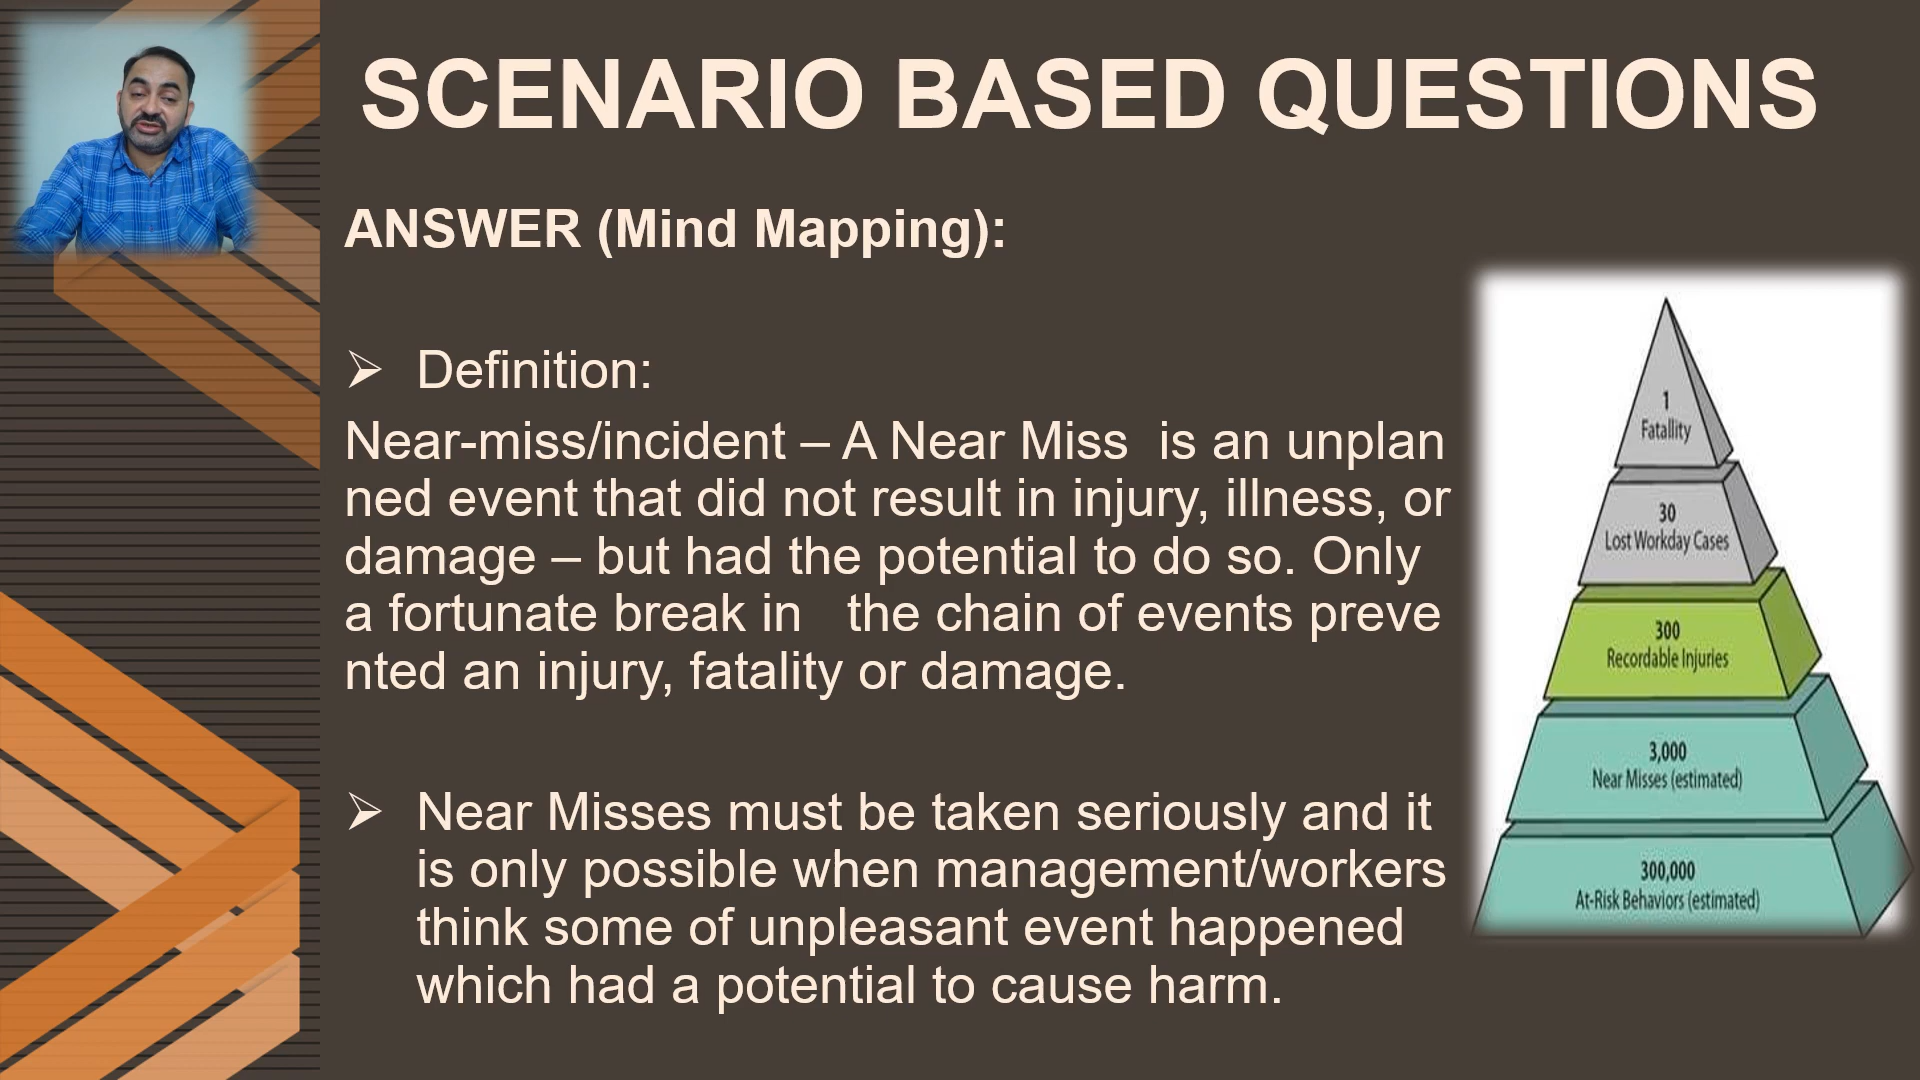 SCENARIO BASED QUESTIONS
ANSWER (Mind Mapping):
➢ Definition:
Near-miss/incident – A Near Miss is an unplan
ned event that did not result in injury, illness, or
damage – but had the potential to do so. Only
a fortunate break in the chain of events preve
nted an injury, fatality or damage.
➢ Near Misses must be taken seriously and it
is only possible when management/workers
think some of unpleasant event happened
which had a potential to cause harm.
1
Fatallity
30
Lost Workday Cases
300
Recordable Injuries
3,000
Near Misses (estimated)
300,000
At-Risk Behaviors (estimated)